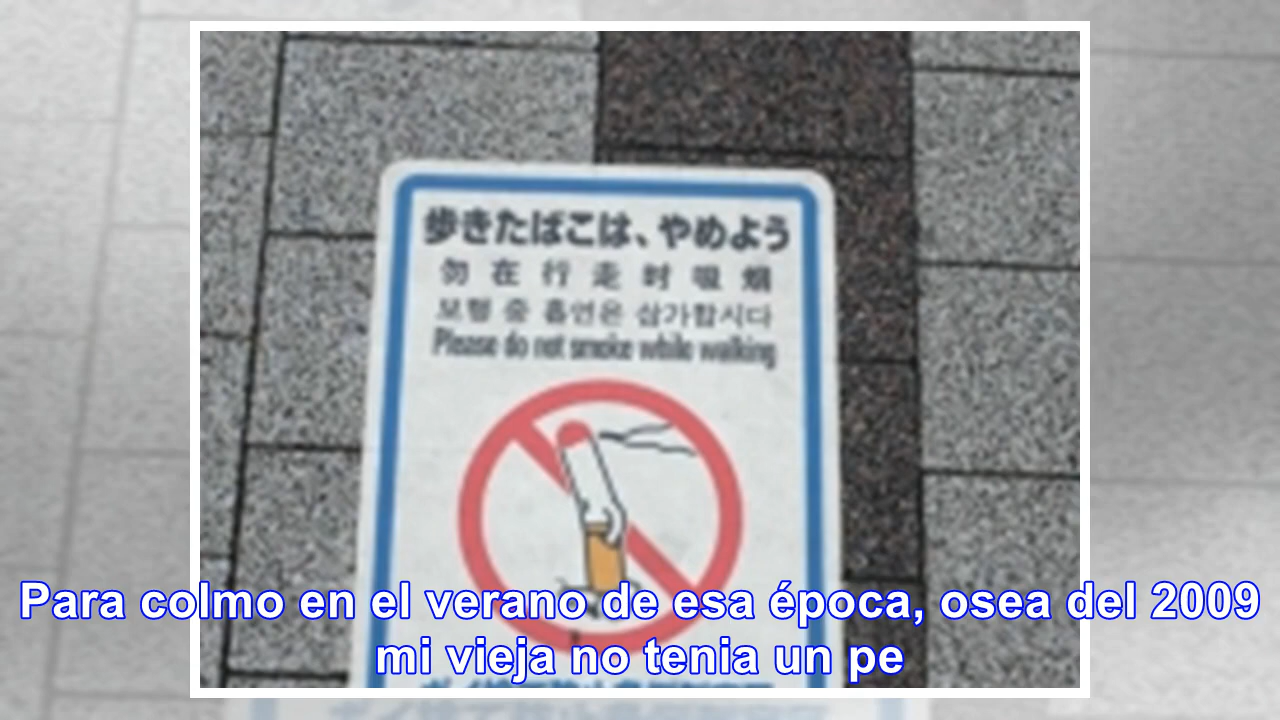 歩きたばこは、やめよう
勿在行走时吸烟
보행 중 흡연은 삼가합시다
Please do not smoke while walking
Para colmo en el verano de esa época, osea del 2009
mi vieja no tenia un pe